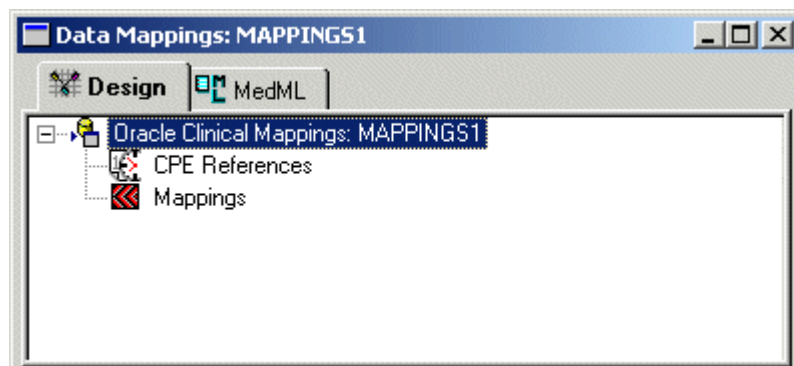 Data Mappings: MAPPINGS1
Design MedML
Oracle Clinical Mappings: MAPPINGS1
CPE References
Mappings